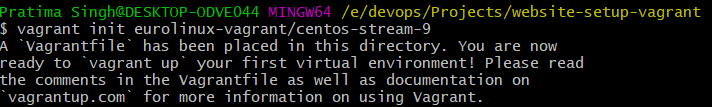 Pratima Singh@DESKTOP-ODVE044 MINGW64 /e/devops/Projects/website-setup-vagrant
$ vagrant init eurolinux-vagrant/centos-stream-9
A `Vagrantfile` has been placed in this directory. You are now
ready to `vagrant up` your first virtual environment! Please read
the comments in the Vagrantfile as well as documentation on
`vagrantup.com` for more information on using Vagrant.